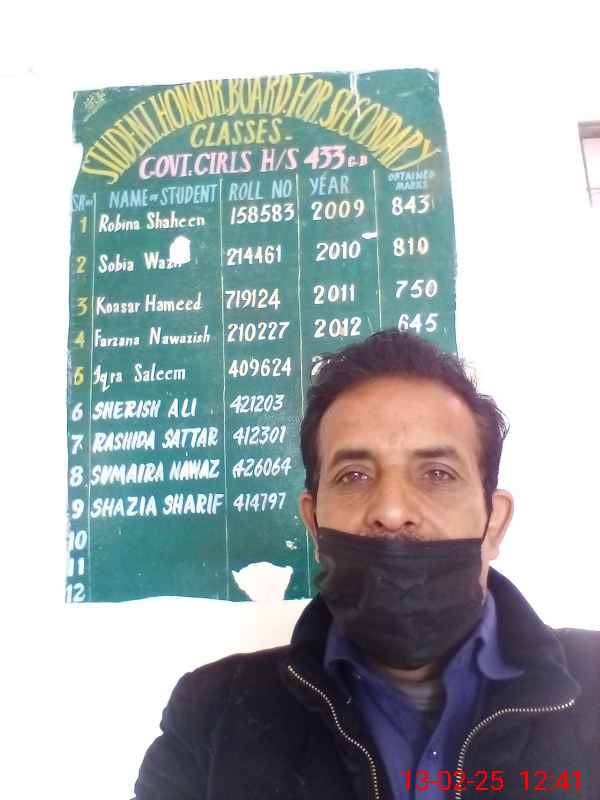 STUDENT.HONOUR.BOARD.FOR.SECONDARY
CLASSES-
GOVT.GIRLS H/S 433 G.B
SR NO NAME OF STUDENT ROLL NO YEAR OBTAINED MARKS
1 Robina Shaheen 158583 2009 843
2 Sobia 214461 2010 810
3 Koasar Hameed 719124 2011 750
4 Farzana Nawazish 210227 2012 645
5 Iqra Saleem 409624
6 SHERISH ALI 421203
7 RASHIDA SATTAR 412301
8 SUMAIRA NAWAZ 426064
9 SHAZIA SHARIF 414797
10
11
12
13-02-25 12:41